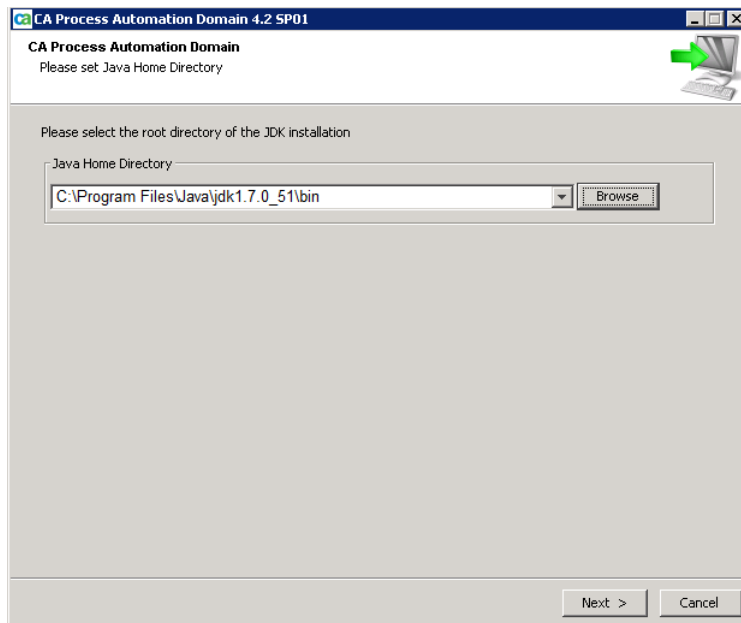 ca CA Process Automation Domain 4.2 SP01
CA Process Automation Domain
Please set Java Home Directory
Please select the root directory of the JDK installation
Java Home Directory
C:\Program Files\Java\jdk1.7.0_51\bin
Browse
Next >
Cancel